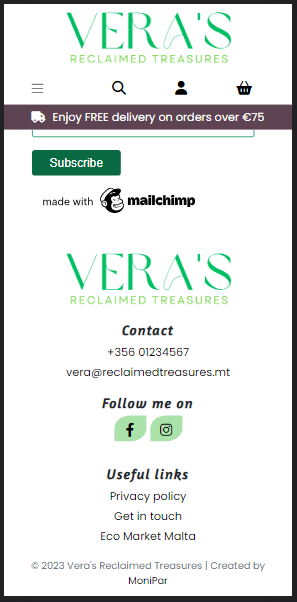 VERA'S
RECLAIMED TREASURES
Enjoy FREE delivery on orders over €75
Subscribe
made with mailchimp
VERA'S
RECLAIMED TREASURES
Contact
+356 01234567
vera@reclaimedtreasures.mt
Follow me on
Useful links
Privacy policy
Get in touch
Eco Market Malta
© 2023 Vera's Reclaimed Treasures | Created by
MoniPar